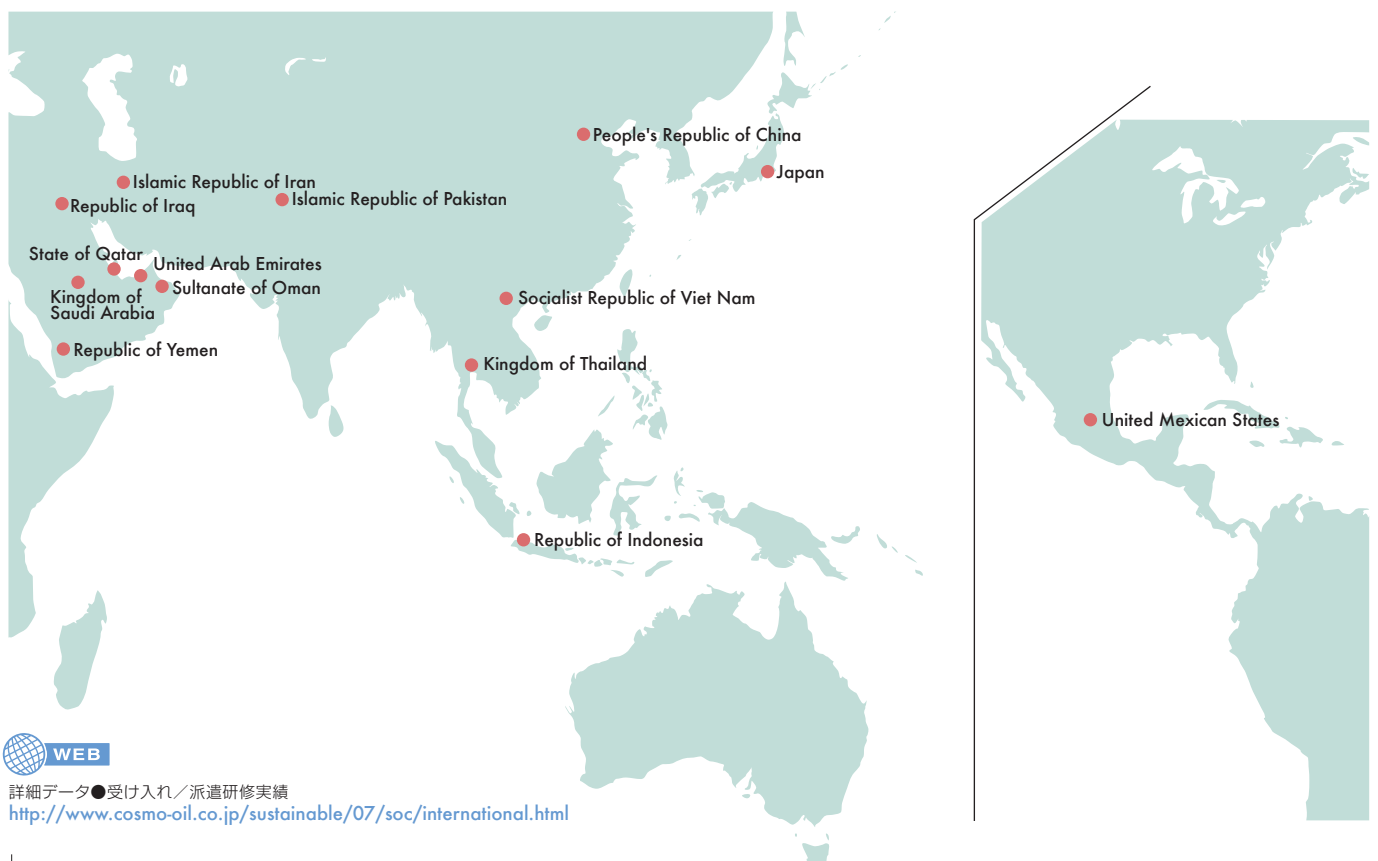 People's Republic of China
Japan
Islamic Republic of Iran
Islamic Republic of Pakistan
Republic of Iraq
State of Qatar
United Arab Emirates
Sultanate of Oman
Kingdom of
Saudi Arabia
Socialist Republic of Viet Nam
Republic of Yemen
Kingdom of Thailand
United Mexican States
Republic of Indonesia
WEB
詳細データ●受け入れ／派遣研修実績
http://www.cosmo-oil.co.jp/sustainable/07/soc/international.html